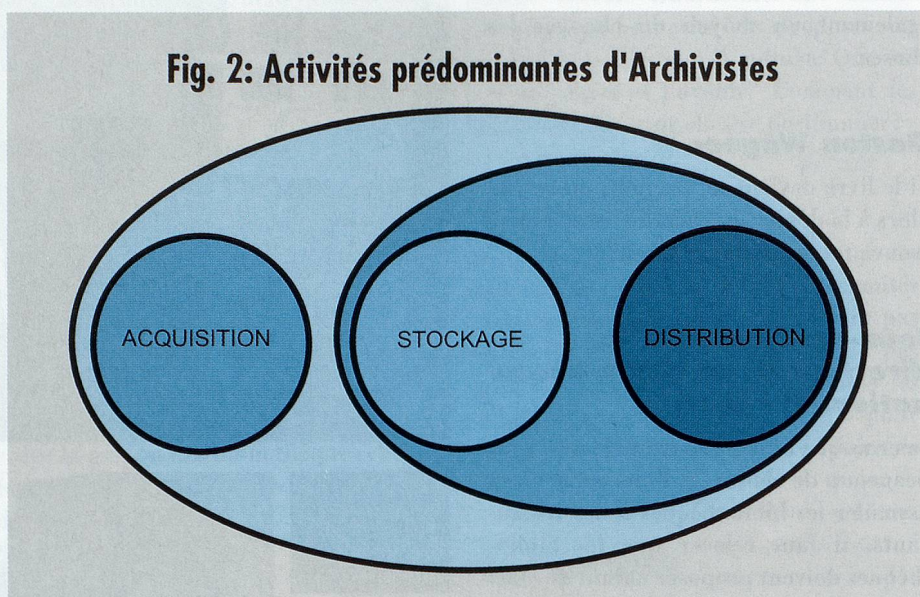 Fig. 2: Activités prédominantes d'Archivistes
ACQUISITION
STOCKAGE
DISTRIBUTION